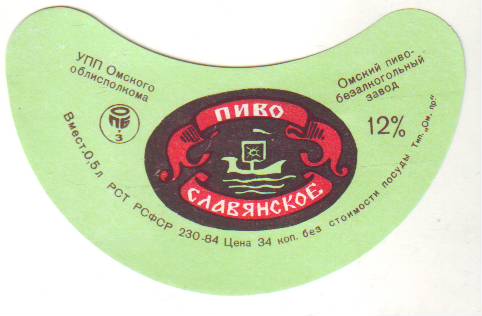 УПП Омского
облисполкома
Омский пиво-
безалкогольный
завод
ОПБ
З
ПИВО
12%
СЛАВЯНСКОЕ
Вмест. 0,5 л РСТ РСФСР 230-84 Цена 34 коп. без стоимости посуды Тип. „Ом. пр."